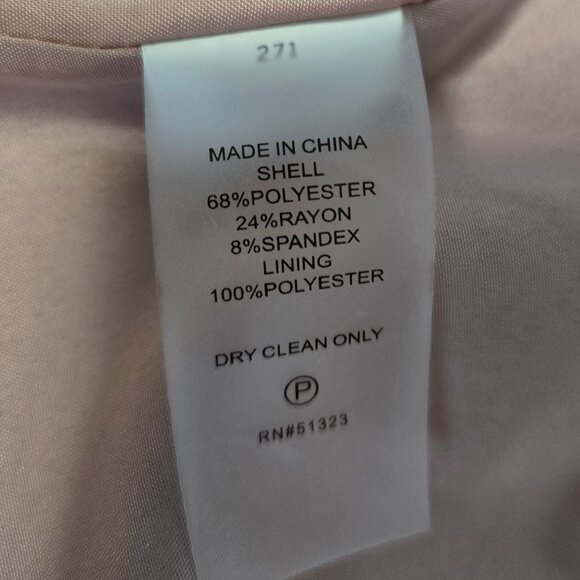 271
MADE IN CHINA
SHELL
68%POLYESTER
24%RAYON
8%SPANDEX
LINING
100%POLYESTER
DRY CLEAN ONLY
P
RN#51323